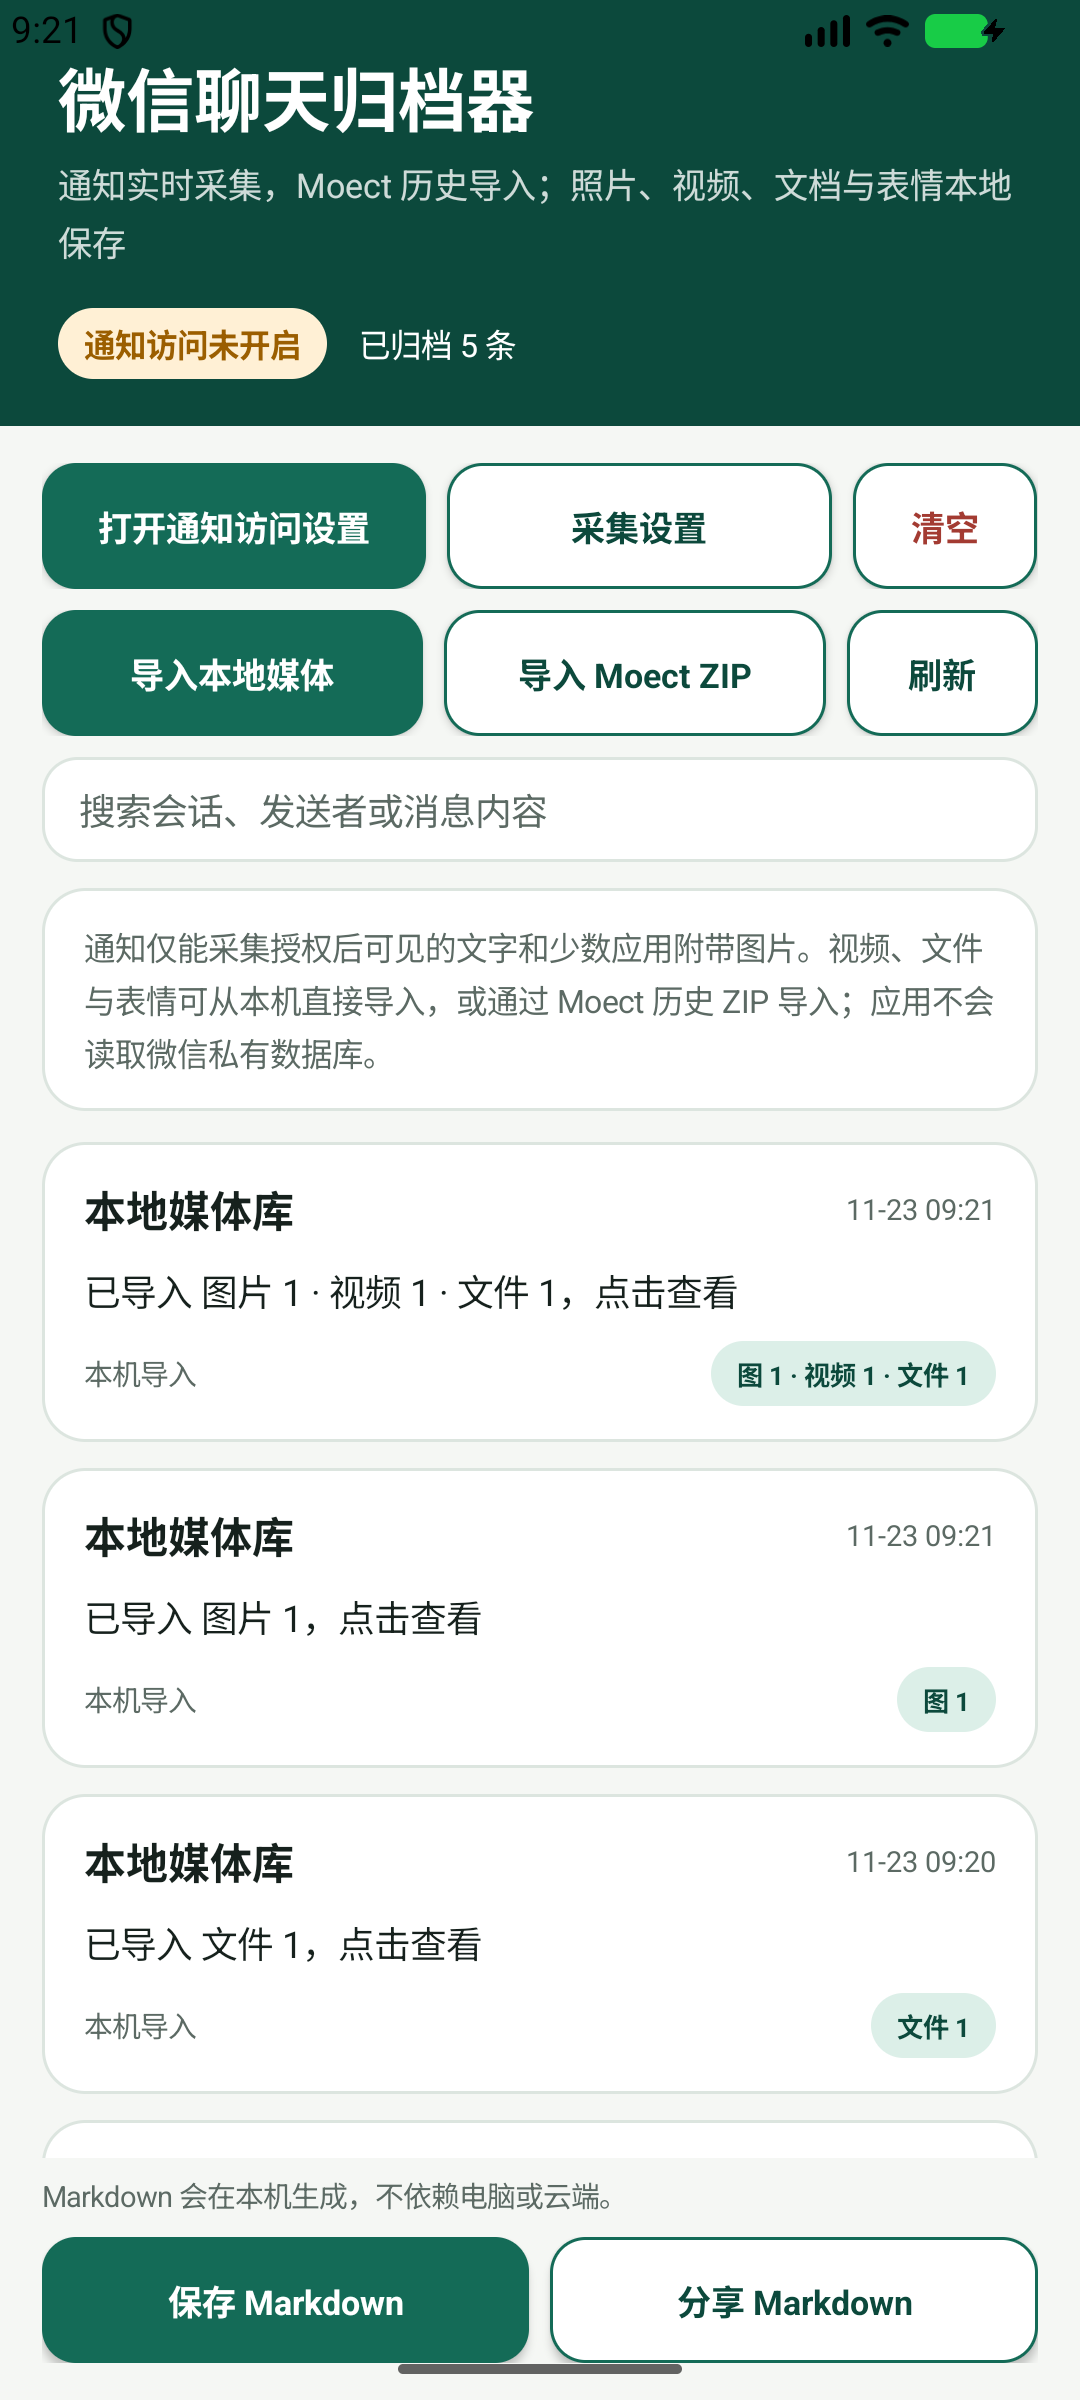 9:21
微信聊天归档器
通知实时采集，Moect 历史导入；照片、视频、文档与表情本地
保存
通知访问未开启 已归档 5 条
打开通知访问设置 采集设置 清空
导入本地媒体 导入 Moect ZIP 刷新
搜索会话、发送者或消息内容
通知仅能采集授权后可见的文字和少数应用附带图片。视频、文件
与表情可从本机直接导入，或通过 Moect 历史 ZIP 导入；应用不会
读取微信私有数据库。
本地媒体库 11-23 09:21
已导入 图片 1 · 视频 1 · 文件 1，点击查看
本机导入 图 1 · 视频 1 · 文件 1
本地媒体库 11-23 09:21
已导入 图片 1，点击查看
本机导入 图 1
本地媒体库 11-23 09:20
已导入 文件 1，点击查看
本机导入 文件 1
Markdown 会在本机生成，不依赖电脑或云端。
保存 Markdown 分享 Markdown